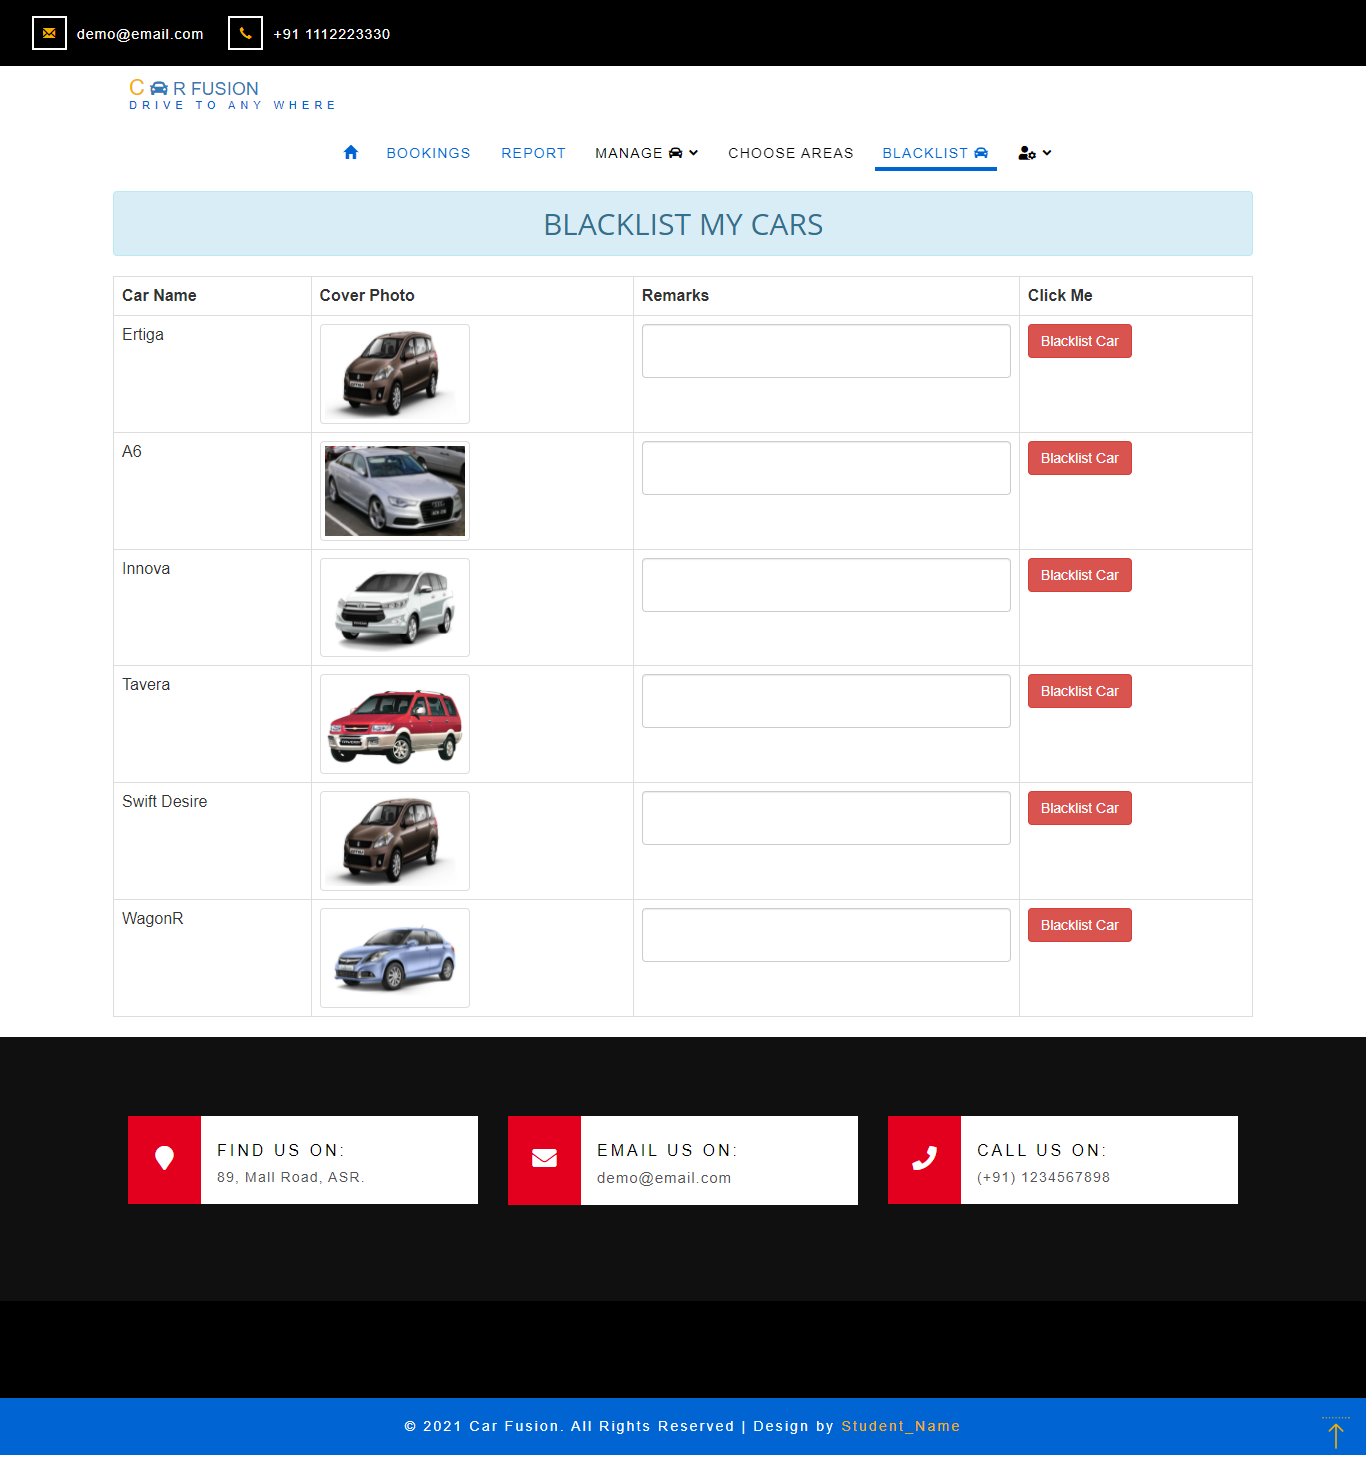 demo@email.com +91 1112223330
C R FUSION
DRIVE TO ANY WHERE
BOOKINGS REPORT MANAGE CHOOSE AREAS BLACKLIST
BLACKLIST MY CARS
Car Name Cover Photo Remarks Click Me
Ertiga Blacklist Car
A6 Blacklist Car
Innova Blacklist Car
Tavera Blacklist Car
Swift Desire Blacklist Car
WagonR Blacklist Car
FIND US ON: EMAIL US ON: CALL US ON:
89, Mall Road, ASR. demo@email.com (+91) 1234567898
© 2021 Car Fusion. All Rights Reserved | Design by Student_Name